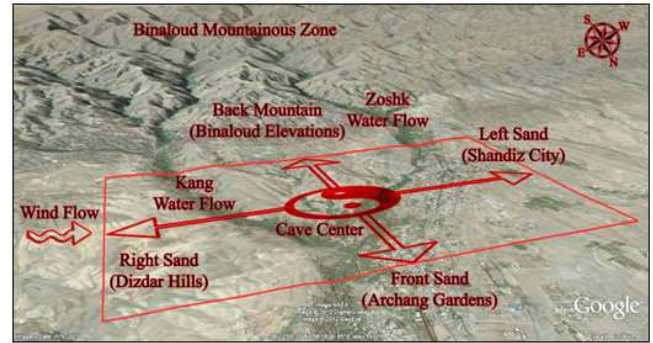 Binaloud Mountainous Zone
S
W
E
N
Back Mountain
(Binaloud Elevations)
Zoshk
Water Flow
Left Sand
(Shandiz City)
Kang
Water Flow
Wind Flow
Cave Center
Right Sand
(Dizdar Hills)
Front Sand
(Archang Gardens)
Google